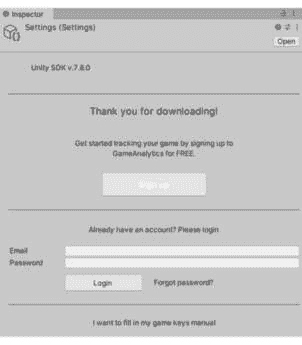 Inspector
Settings (Settings)
Open
Unity SDK v.7.8.0
Thank you for downloading!
Get started tracking your game by signing up to
GameAnalytics for FREE.
Sign up
Already have an account? Please login
Email
Password
Login
Forgot password?
I want to fill in my game keys manual